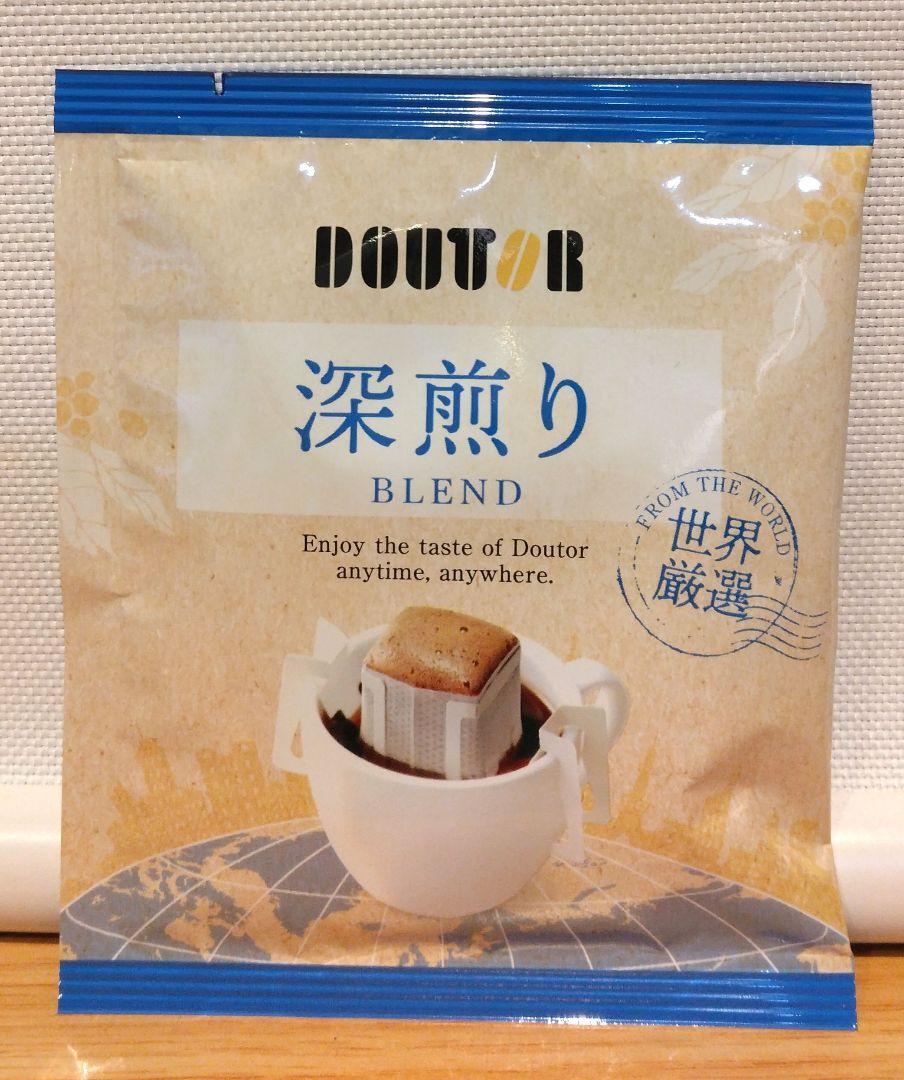 DOUTOR
深煎り
BLEND
Enjoy the taste of Doutor
anytime, anywhere.
FROM THE WORLD
世界
厳選